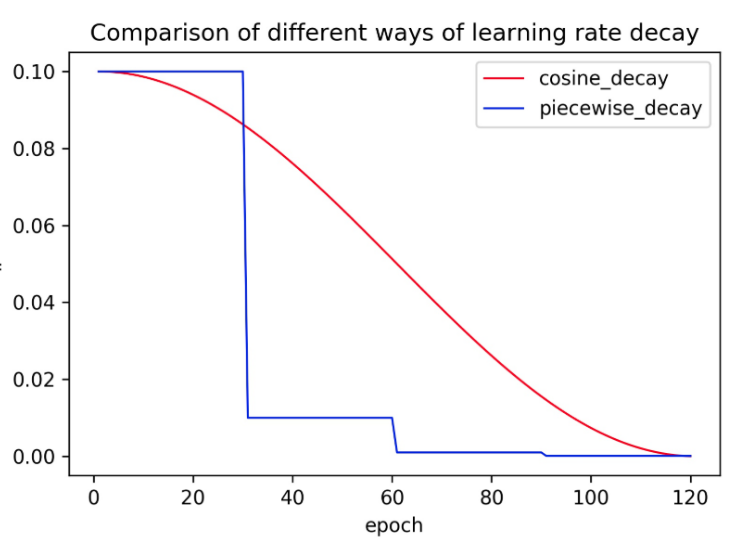 Comparison of different ways of learning rate decay
cosine_decay
piecewise_decay
0.10
0.08
0.06
0.04
0.02
0.00
0 20 40 60 80 100 120
epoch